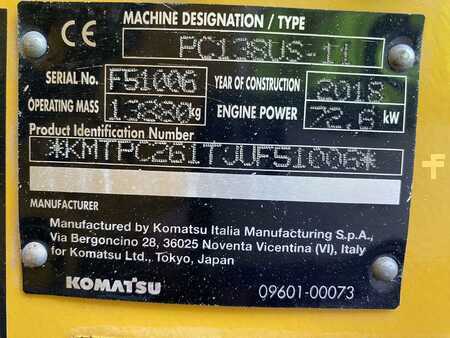 CE MACHINE DESIGNATION / TYPE
PC138US-11
SERIAL No. F51006 YEAR OF CONSTRUCTION 2018
OPERATING MASS 13880 kg ENGINE POWER 72.6 kW
Product Identification Number
*KMTPC261TJUF51006*
MANUFACTURER
Manufactured by Komatsu Italia Manufacturing S.p.A.,
Via Bergoncino 28, 36025 Noventa Vicentina (VI), Italy
for Komatsu Ltd., Tokyo, Japan
KOMATSU 09601-00073